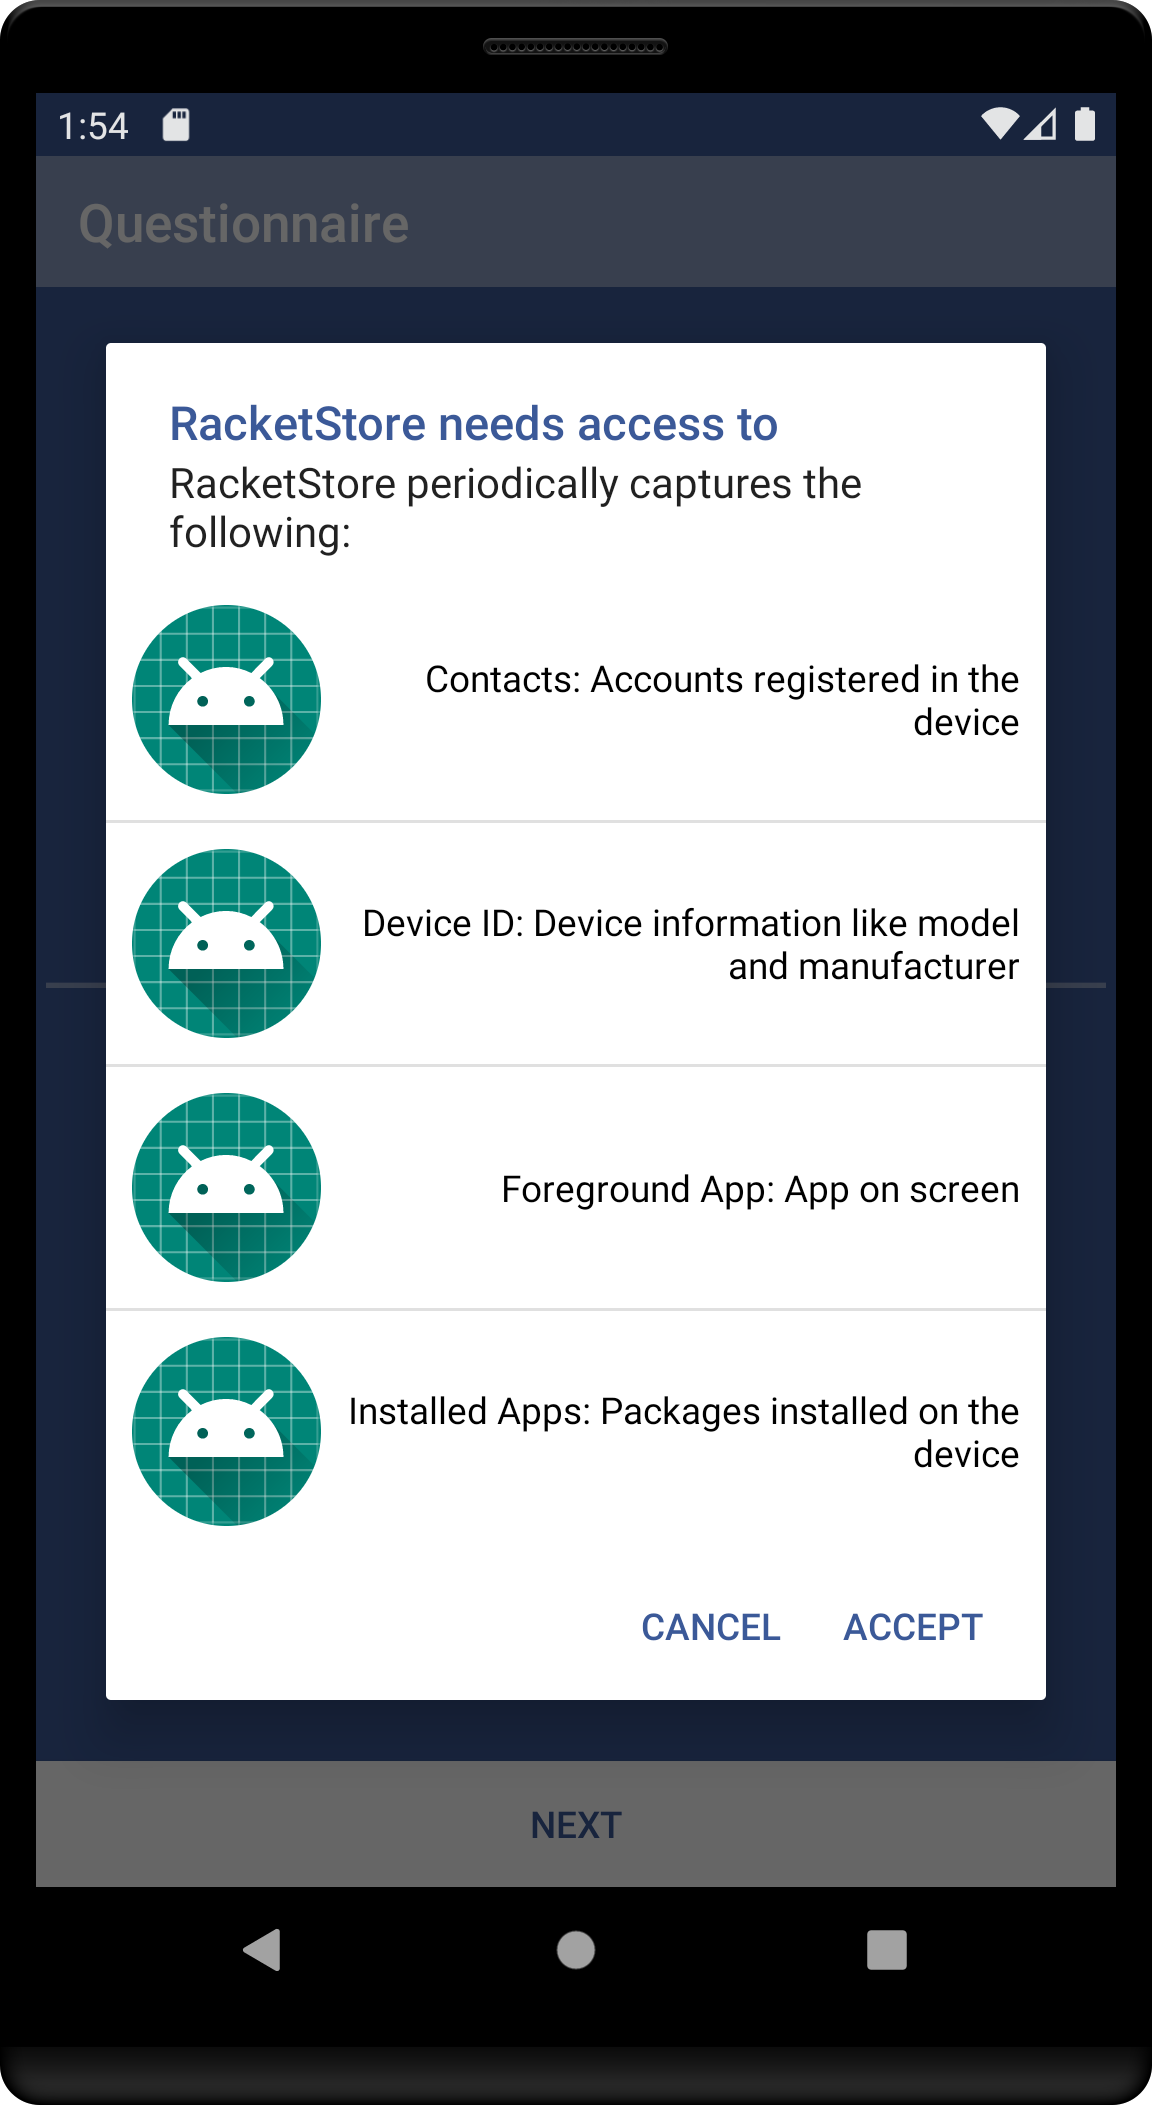 1:54
Questionnaire
RacketStore needs access to
RacketStore periodically captures the
following:
Contacts: Accounts registered in the
device
Device ID: Device information like model
and manufacturer
Foreground App: App on screen
Installed Apps: Packages installed on the
device
CANCEL ACCEPT
NEXT